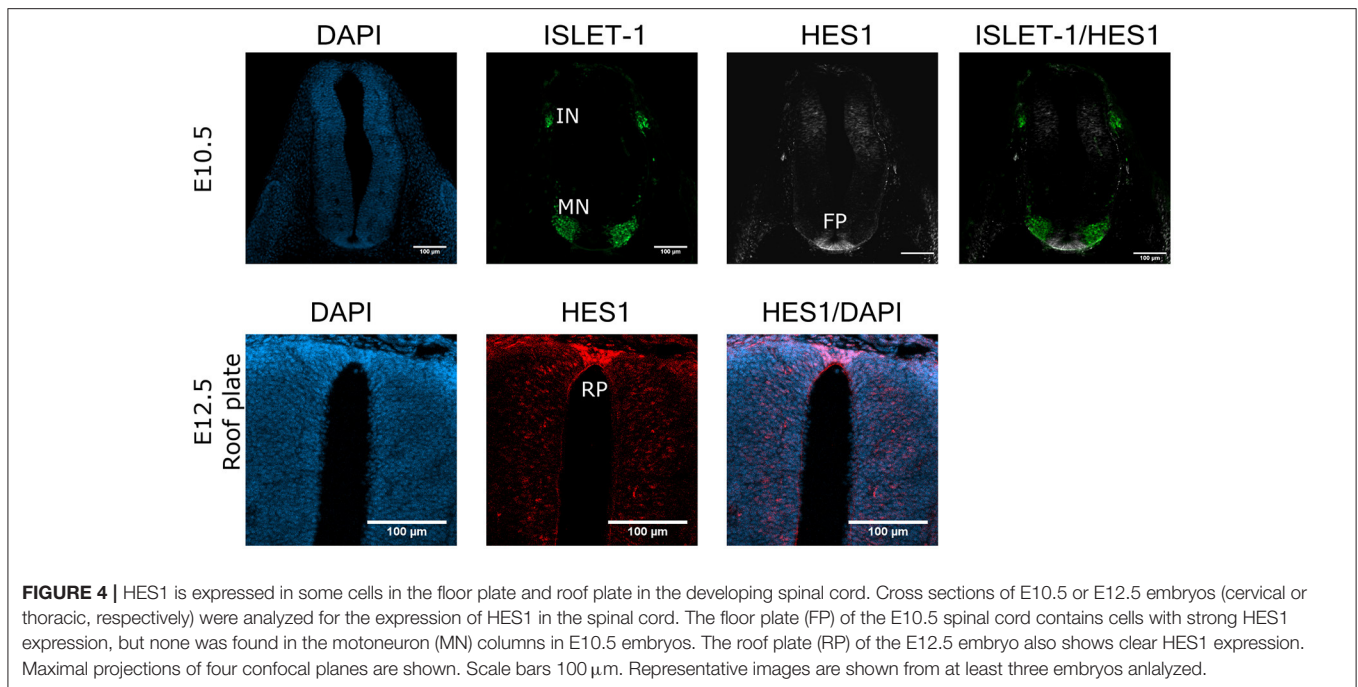 DAPI ISLET-1 HES1 ISLET-1/HES1
E10.5
IN
MN
FP
100 µm 100 µm 100 µm
DAPI HES1 HES1/DAPI
E12.5
Roof plate
RP
100 µm 100 µm 100 µm
FIGURE 4 | HES1 is expressed in some cells in the floor plate and roof plate in the developing spinal cord. Cross sections of E10.5 or E12.5 embryos (cervical or
thoracic, respectively) were analyzed for the expression of HES1 in the spinal cord. The floor plate (FP) of the E10.5 spinal cord contains cells with strong HES1
expression, but none was found in the motoneuron (MN) columns in E10.5 embryos. The roof plate (RP) of the E12.5 embryo also shows clear HES1 expression.
Maximal projections of four confocal planes are shown. Scale bars 100 µm. Representative images are shown from at least three embryos anlalyzed.